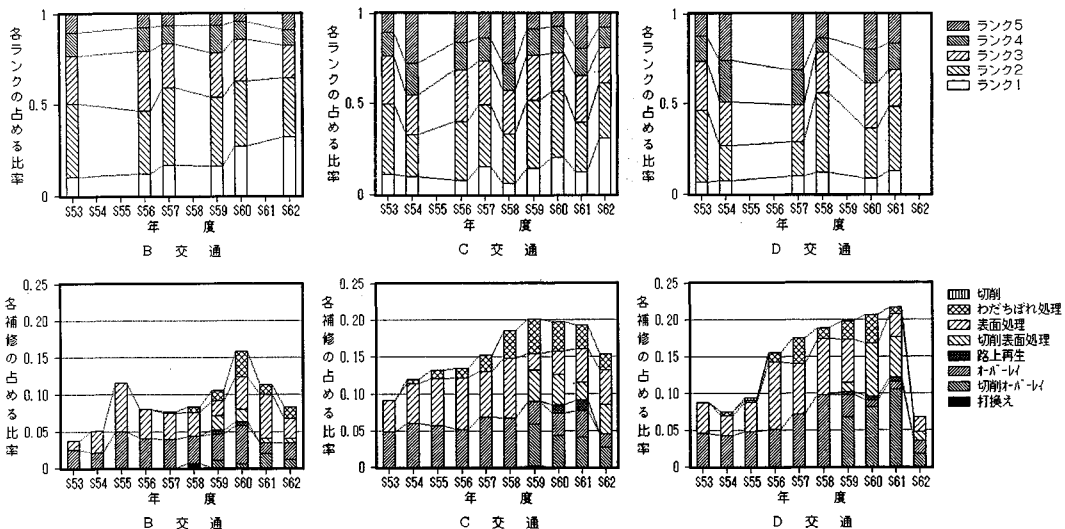 各ランクの占める比率
1
0.5
0
S53 S54 S55 S56 S57 S58 S59 S60 S61 S62
年度
B 交通
各ランクの占める比率
1
0.5
0
S53 S54 S55 S56 S57 S58 S59 S60 S61 S62
年度
C 交通
各ランクの占める比率
1
0.5
0
S53 S54 S55 S56 S57 S58 S59 S60 S61 S62
年度
D 交通
ランク5
ランク4
ランク3
ランク2
ランク1
各補修の占める比率
0.25
0.20
0.15
0.10
0.05
0
S53 S54 S55 S56 S57 S58 S59 S60 S61 S62
年度
B 交通
各補修の占める比率
0.25
0.20
0.15
0.10
0.05
0
S53 S54 S55 S56 S57 S58 S59 S60 S61 S62
年度
C 交通
各補修の占める比率
0.25
0.20
0.15
0.10
0.05
0
S53 S54 S55 S56 S57 S58 S59 S60 S61 S62
年度
D 交通
切削
わだちぼれ処理
表面処理
切削表面処理
路上再生
オーバーレイ
切削オーバーレイ
打換え